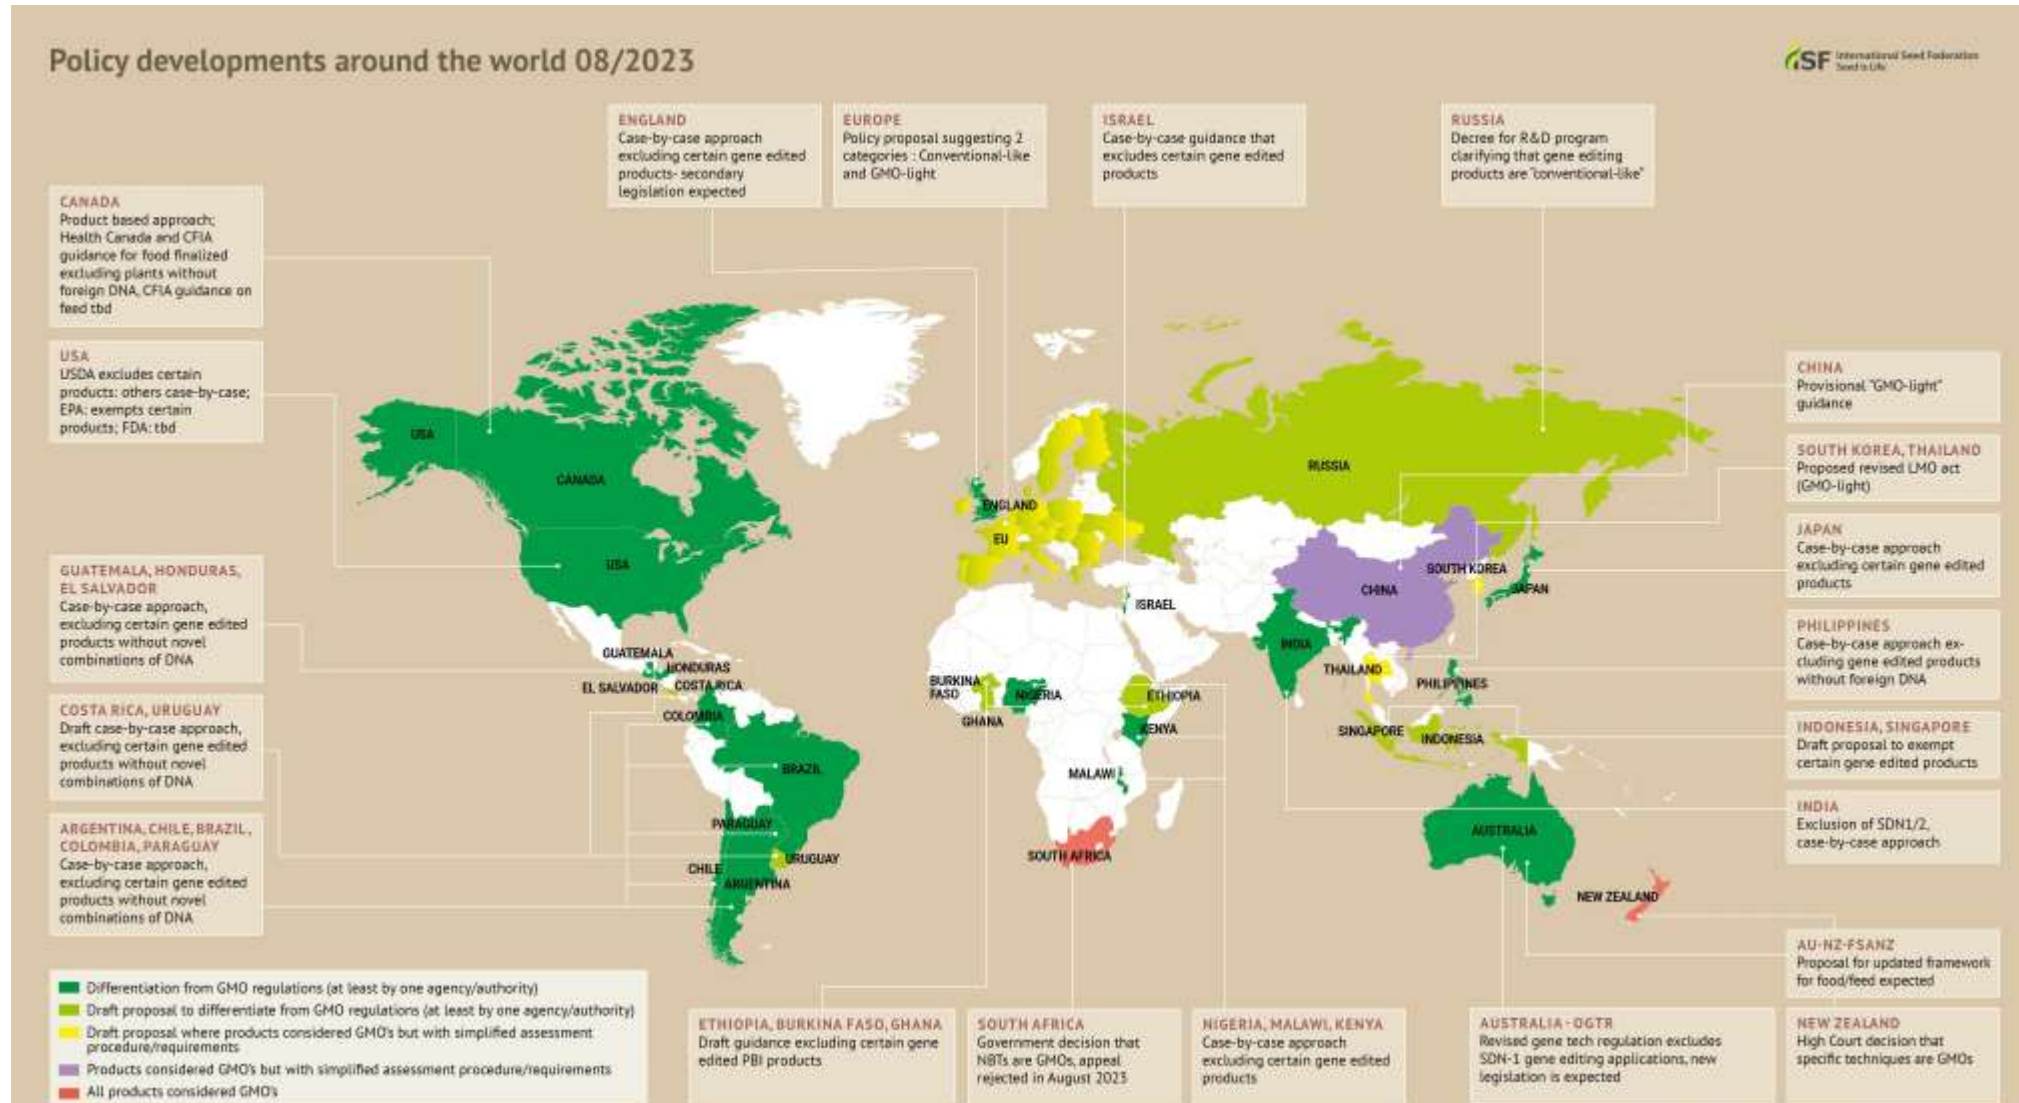 Policy developments around the world 08/2023
ISF International Seed Federation
Seed is Life
ENGLAND
Case-by-case approach
excluding certain gene edited
products- secondary
legislation expected
EUROPE
Policy proposal suggesting 2
categories : Conventional-like
and GMO-light
ISRAEL
Case-by-case guidance that
excludes certain gene edited
products
RUSSIA
Decree for R&D program
clarifying that gene editing
products are "conventional-like"
CANADA
Product based approach;
Health Canada and CFIA
guidance for food finalized
excluding plants without
foreign DNA, CFIA guidance on
feed tbd
USA
USDA excludes certain
products: others case-by-case;
EPA: exempts certain
products; FDA: tbd
GUATEMALA, HONDURAS,
EL SALVADOR
Case-by-case approach,
excluding certain gene edited
products without novel
combinations of DNA
COSTA RICA, URUGUAY
Draft case-by-case approach,
excluding certain gene edited
products without novel
combinations of DNA
ARGENTINA, CHILE, BRAZIL,
COLOMBIA, PARAGUAY
Case-by-case approach,
excluding certain gene edited
products without novel
combinations of DNA
USA
CANADA
USA
GUATEMALA
HONDURAS
EL SALVADOR
COSTA RICA
COLOMBIA
BRAZIL
PARAGUAY
URUGUAY
CHILE
ARGENTINA
ENGLAND
EU
RUSSIA
ISRAEL
CHINA
SOUTH KOREA
JAPAN
INDIA
THAILAND
PHILIPPINES
SINGAPORE
INDONESIA
BURKINA
FASO
NIGERIA
GHANA
ETHIOPIA
KENYA
MALAWI
SOUTH AFRICA
AUSTRALIA
NEW ZEALAND
CHINA
Provisional "GMO-light"
guidance
SOUTH KOREA, THAILAND
Proposed revised LMO act
(GMO-light)
JAPAN
Case-by-case approach
excluding certain gene edited
products
PHILIPPINES
Case-by-case approach ex-
cluding gene edited products
without foreign DNA
INDONESIA, SINGAPORE
Draft proposal to exempt
certain gene edited products
INDIA
Exclusion of SDN1/2,
case-by-case approach
AU-NZ-FSANZ
Proposal for updated framework
for food/feed expected
Differentiation from GMO regulations (at least by one agency/authority)
Draft proposal to differentiate from GMO regulations (at least by one agency/authority)
Draft proposal where products considered GMO's but with simplified assessment
procedure/requirements
Products considered GMO's but with simplified assessment procedure/requirements
All products considered GMO's
ETHIOPIA, BURKINA FASO, GHANA
Draft guidance excluding certain gene
edited PBI products
SOUTH AFRICA
Government decision that
NBTs are GMOs, appeal
rejected in August 2023
NIGERIA, MALAWI, KENYA
Case-by-case approach
excluding certain gene edited
products
AUSTRALIA - OGTR
Revised gene tech regulation excludes
SDN-1 gene editing applications, new
legislation is expected
NEW ZEALAND
High Court decision that
specific techniques are GMOs